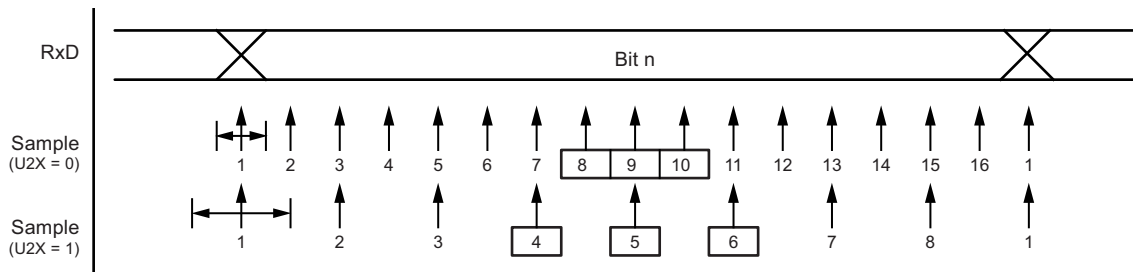 RxD Bit n
Sample
(U2X = 0) 1 2 3 4 5 6 7 8 9 10 11 12 13 14 15 16 1
Sample
(U2X = 1) 1 2 3 4 5 6 7 8 1